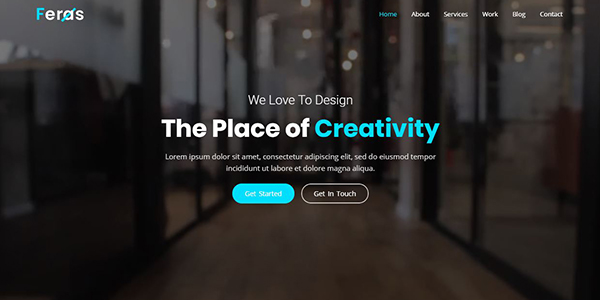 Feras
Home About Services Work Blog Contact
We Love To Design
The Place of Creativity
Lorem ipsum dolor sit amet, consectetur adipiscing elit, sed do eiusmod tempor
incididunt ut labore et dolore magna aliqua.
Get Started Get In Touch